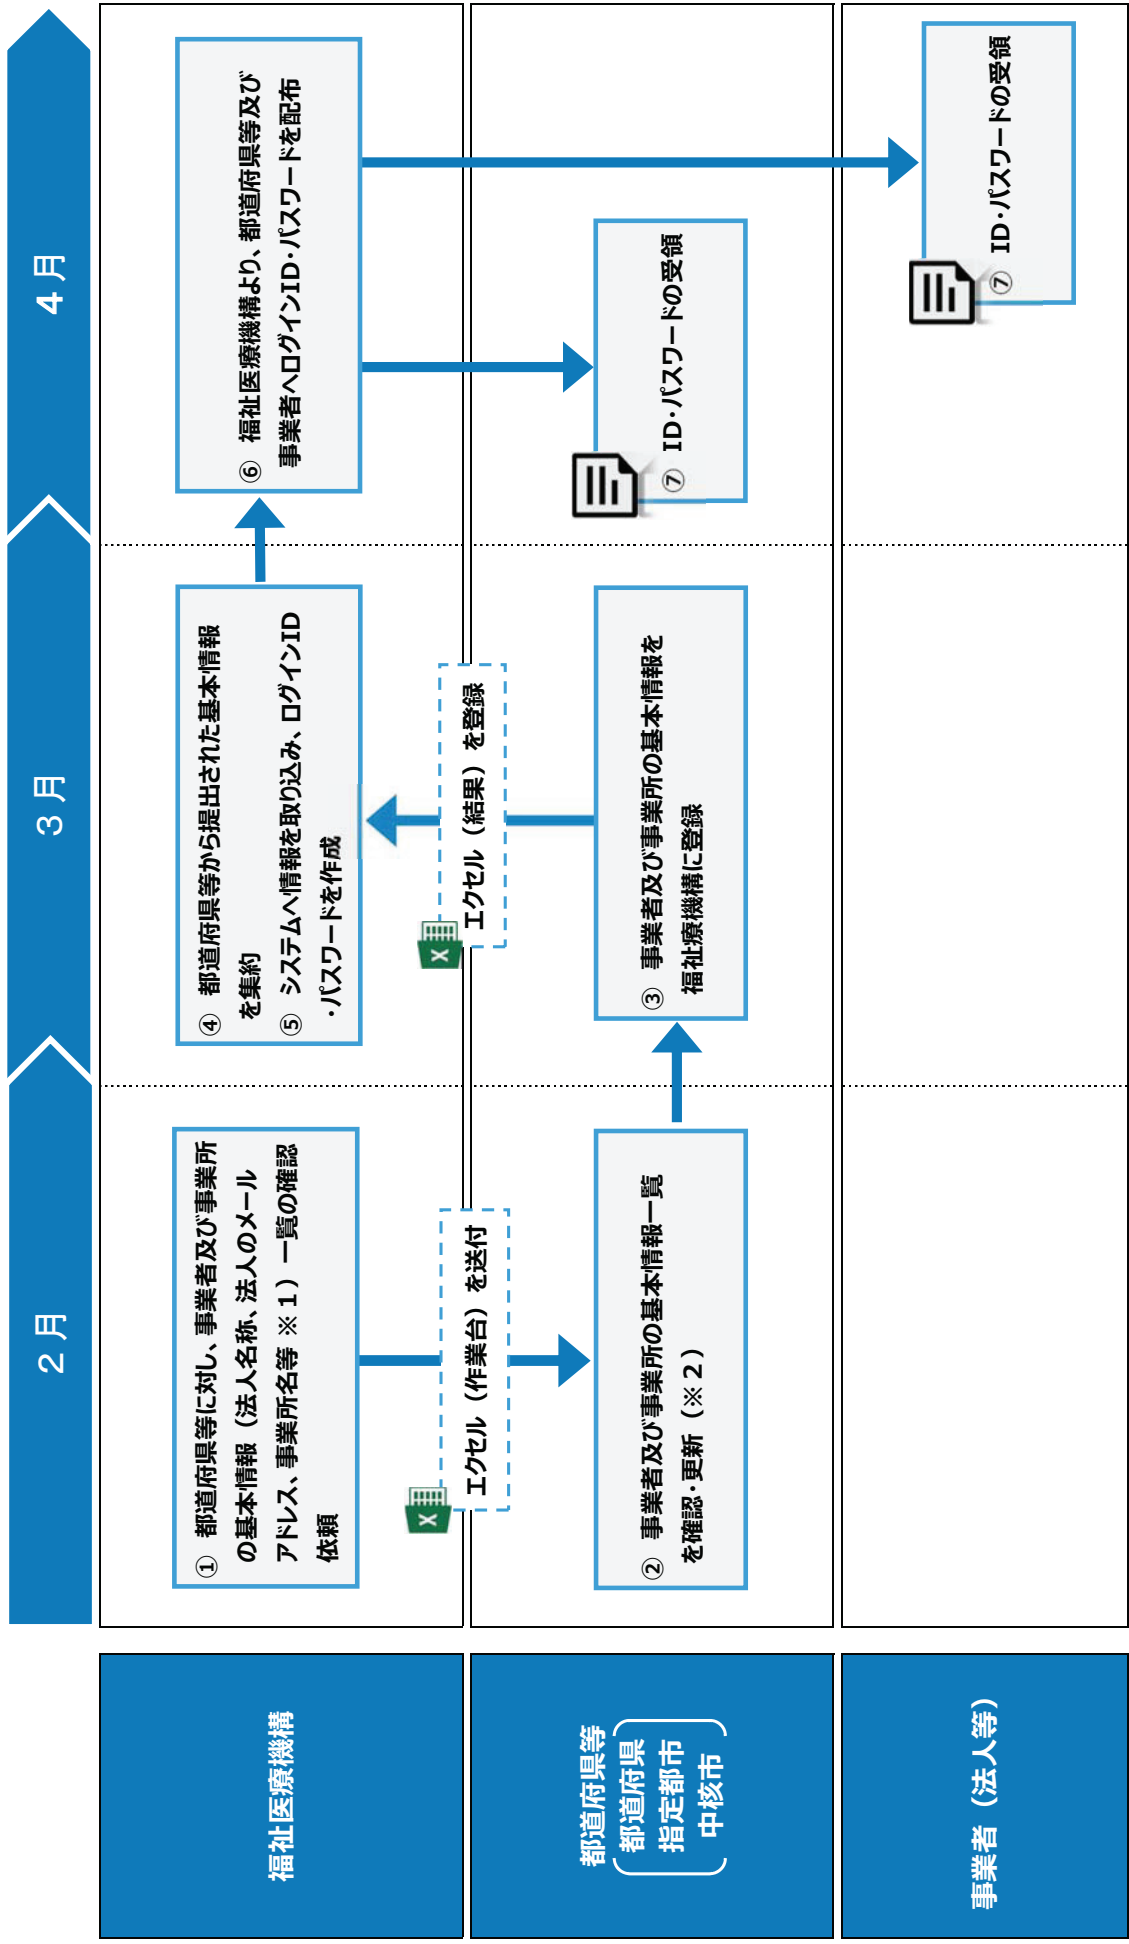 2月
3月
4月
福祉医療機構
① 都道府県等に対し、事業者及び事業所
の基本情報（法人名称、法人のメール
アドレス、事業所名等 ※１）一覧の確認
依頼
④ 都道府県等から提出された基本情報
を集約
⑤ システムへ情報を取り込み、ログインID
・パスワードを作成
⑥ 福祉医療機構より、都道府県等及び
事業者へログインID・パスワードを配布
エクセル（作業台）を送付
エクセル（結果）を登録
都道府県等
都道府県
指定都市
中核市
② 事業者及び事業所の基本情報一覧
を確認・更新（※２）
③ 事業者及び事業所の基本情報を
福祉療機構に登録
⑦ ID・パスワードの受領
事業者（法人等）
⑦ ID・パスワードの受領